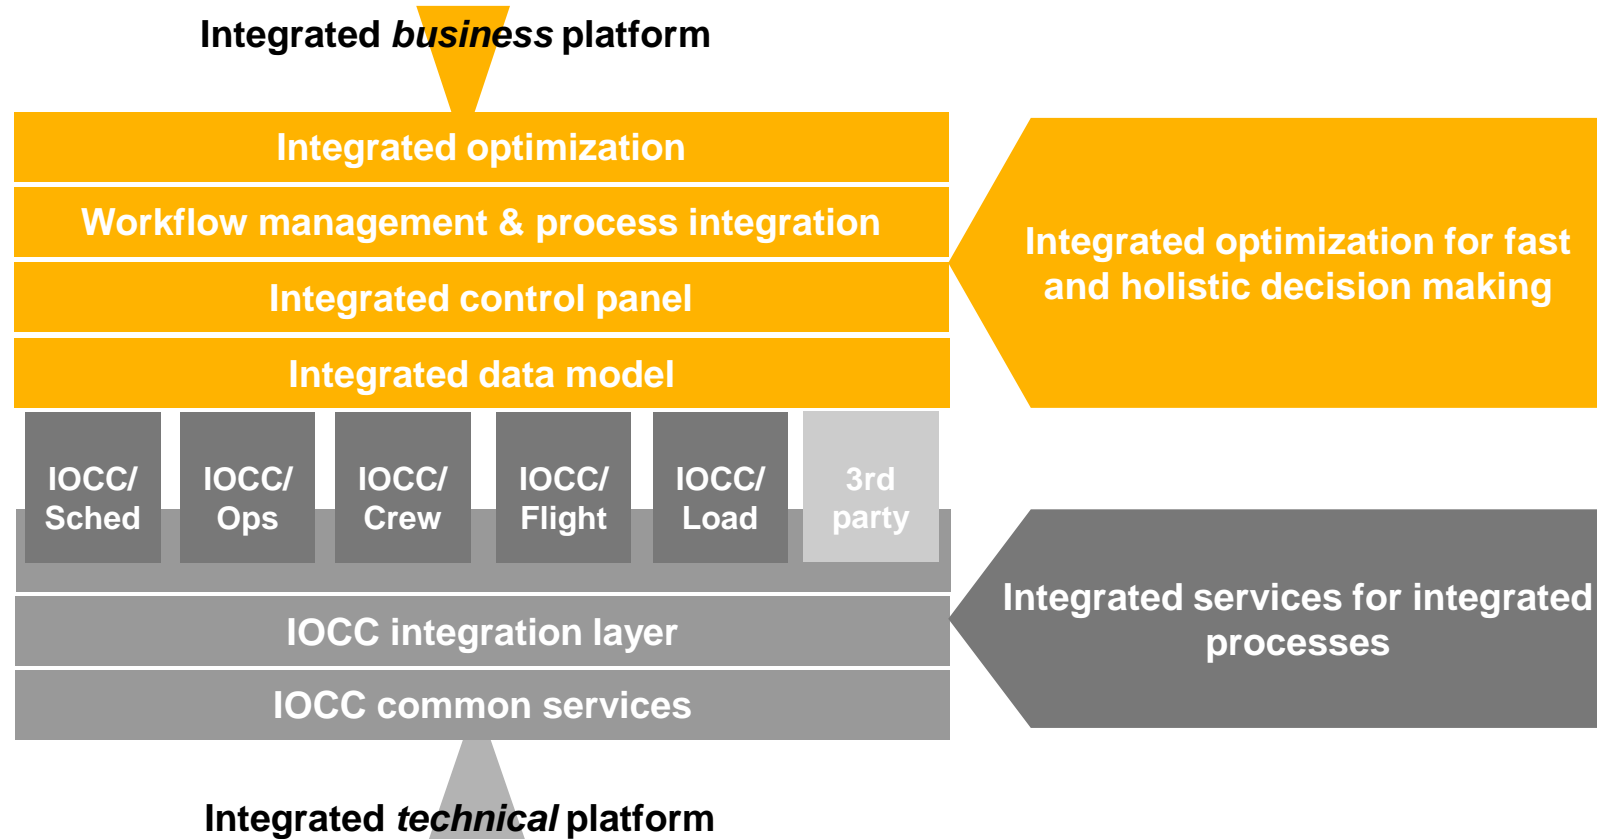 Integrated business platform
Integrated optimization
Workflow management & process integration
Integrated control panel
Integrated data model
Integrated optimization for fast
and holistic decision making
IOCC/
Sched
IOCC/
Ops
IOCC/
Crew
IOCC/
Flight
IOCC/
Load
3rd
party
Integrated services for integrated
processes
IOCC integration layer
IOCC common services
Integrated technical platform